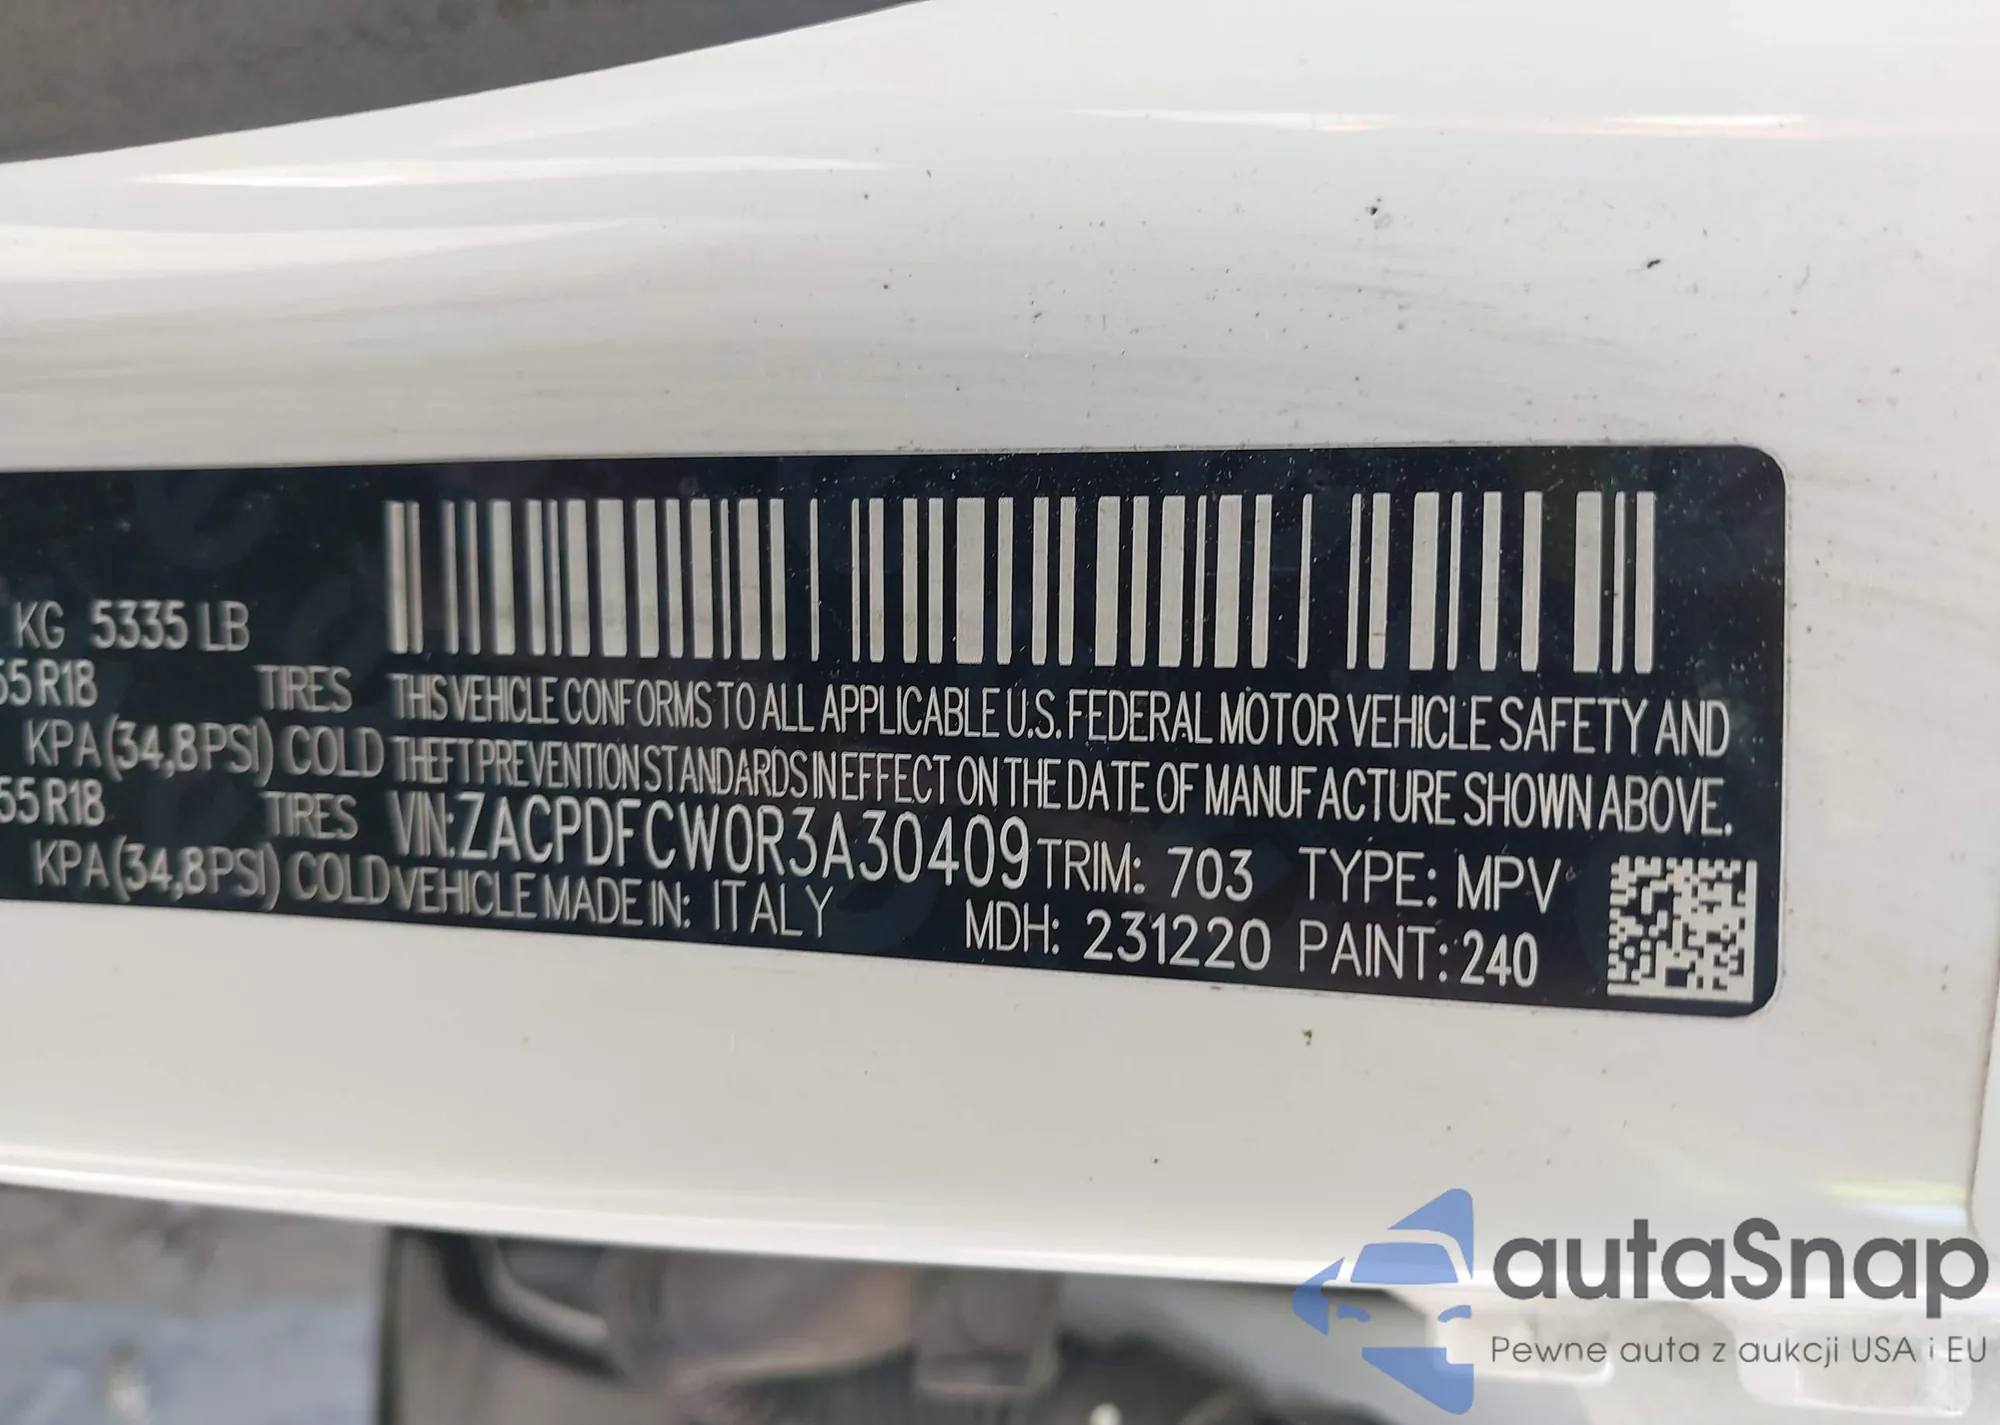 KG 5335 LB
55 R18 TIRES
KPA (34,8 PSI) COLD
55 R18 TIRES
KPA (34,8 PSI) COLD
THIS VEHICLE CONFORMS TO ALL APPLICABLE U.S. FEDERAL MOTOR VEHICLE SAFETY AND
THEFT PREVENTION STANDARDS IN EFFECT ON THE DATE OF MANUFACTURE SHOWN ABOVE.
VIN: ZACPDFCW0R3A30409 TRIM: 703 TYPE: MPV
VEHICLE MADE IN: ITALY MDH: 231220 PAINT: 240
autaSnap
Pewne auta z aukcji USA i EU